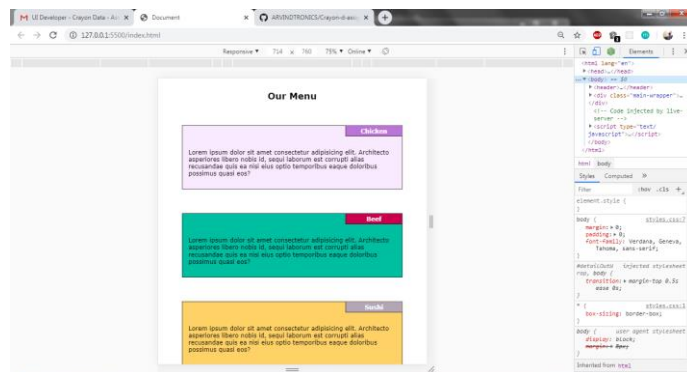 UI Developer - Crayon Data - Av
Document
ARVINDTRONICS/Crayon-d-assig
127.0.0.1:5500/index.html
Responsive 714 x 760 75% Online
Elements
Our Menu
Chicken
Lorem ipsum dolor sit amet consectetur adipisicing elit. Architecto
asperiores libero nobis id, sequi laborum est corrupti alias
recusandae quis ea nisi eius optio temporibus eaque doloribus
possimus quasi eos?
Beef
Lorem ipsum dolor sit amet consectetur adipisicing elit. Architecto
asperiores libero nobis id, sequi laborum est corrupti alias
recusandae quis ea nisi eius optio temporibus eaque doloribus
possimus quasi eos?
Sushi
Lorem ipsum dolor sit amet consectetur adipisicing elit. Architecto
asperiores libero nobis id, sequi laborum est corrupti alias
recusandae quis ea nisi eius optio temporibus eaque doloribus
possimus quasi eos?
<html lang="en">
<head>…</head>
<body> == $0
<header>…</header>
<div class="main-wrapper">…
</div>
<!-- Code injected by live-
server -->
<script type="text/
javascript">…</script>
</body>
</html>
html body
Styles Computed »
Filter :hov .cls +
element.style {
}
body { styles.css:7
margin: 0;
padding: 0;
font-family: Verdana, Geneva,
Tahoma, sans-serif;
}
injected stylesheet
body {
transition: margin-top 0.5s
ease 0s;
}
* { styles.css:1
box-sizing: border-box;
}
body { user agent stylesheet
display: block;
margin: 8px;
}
Inherited from html